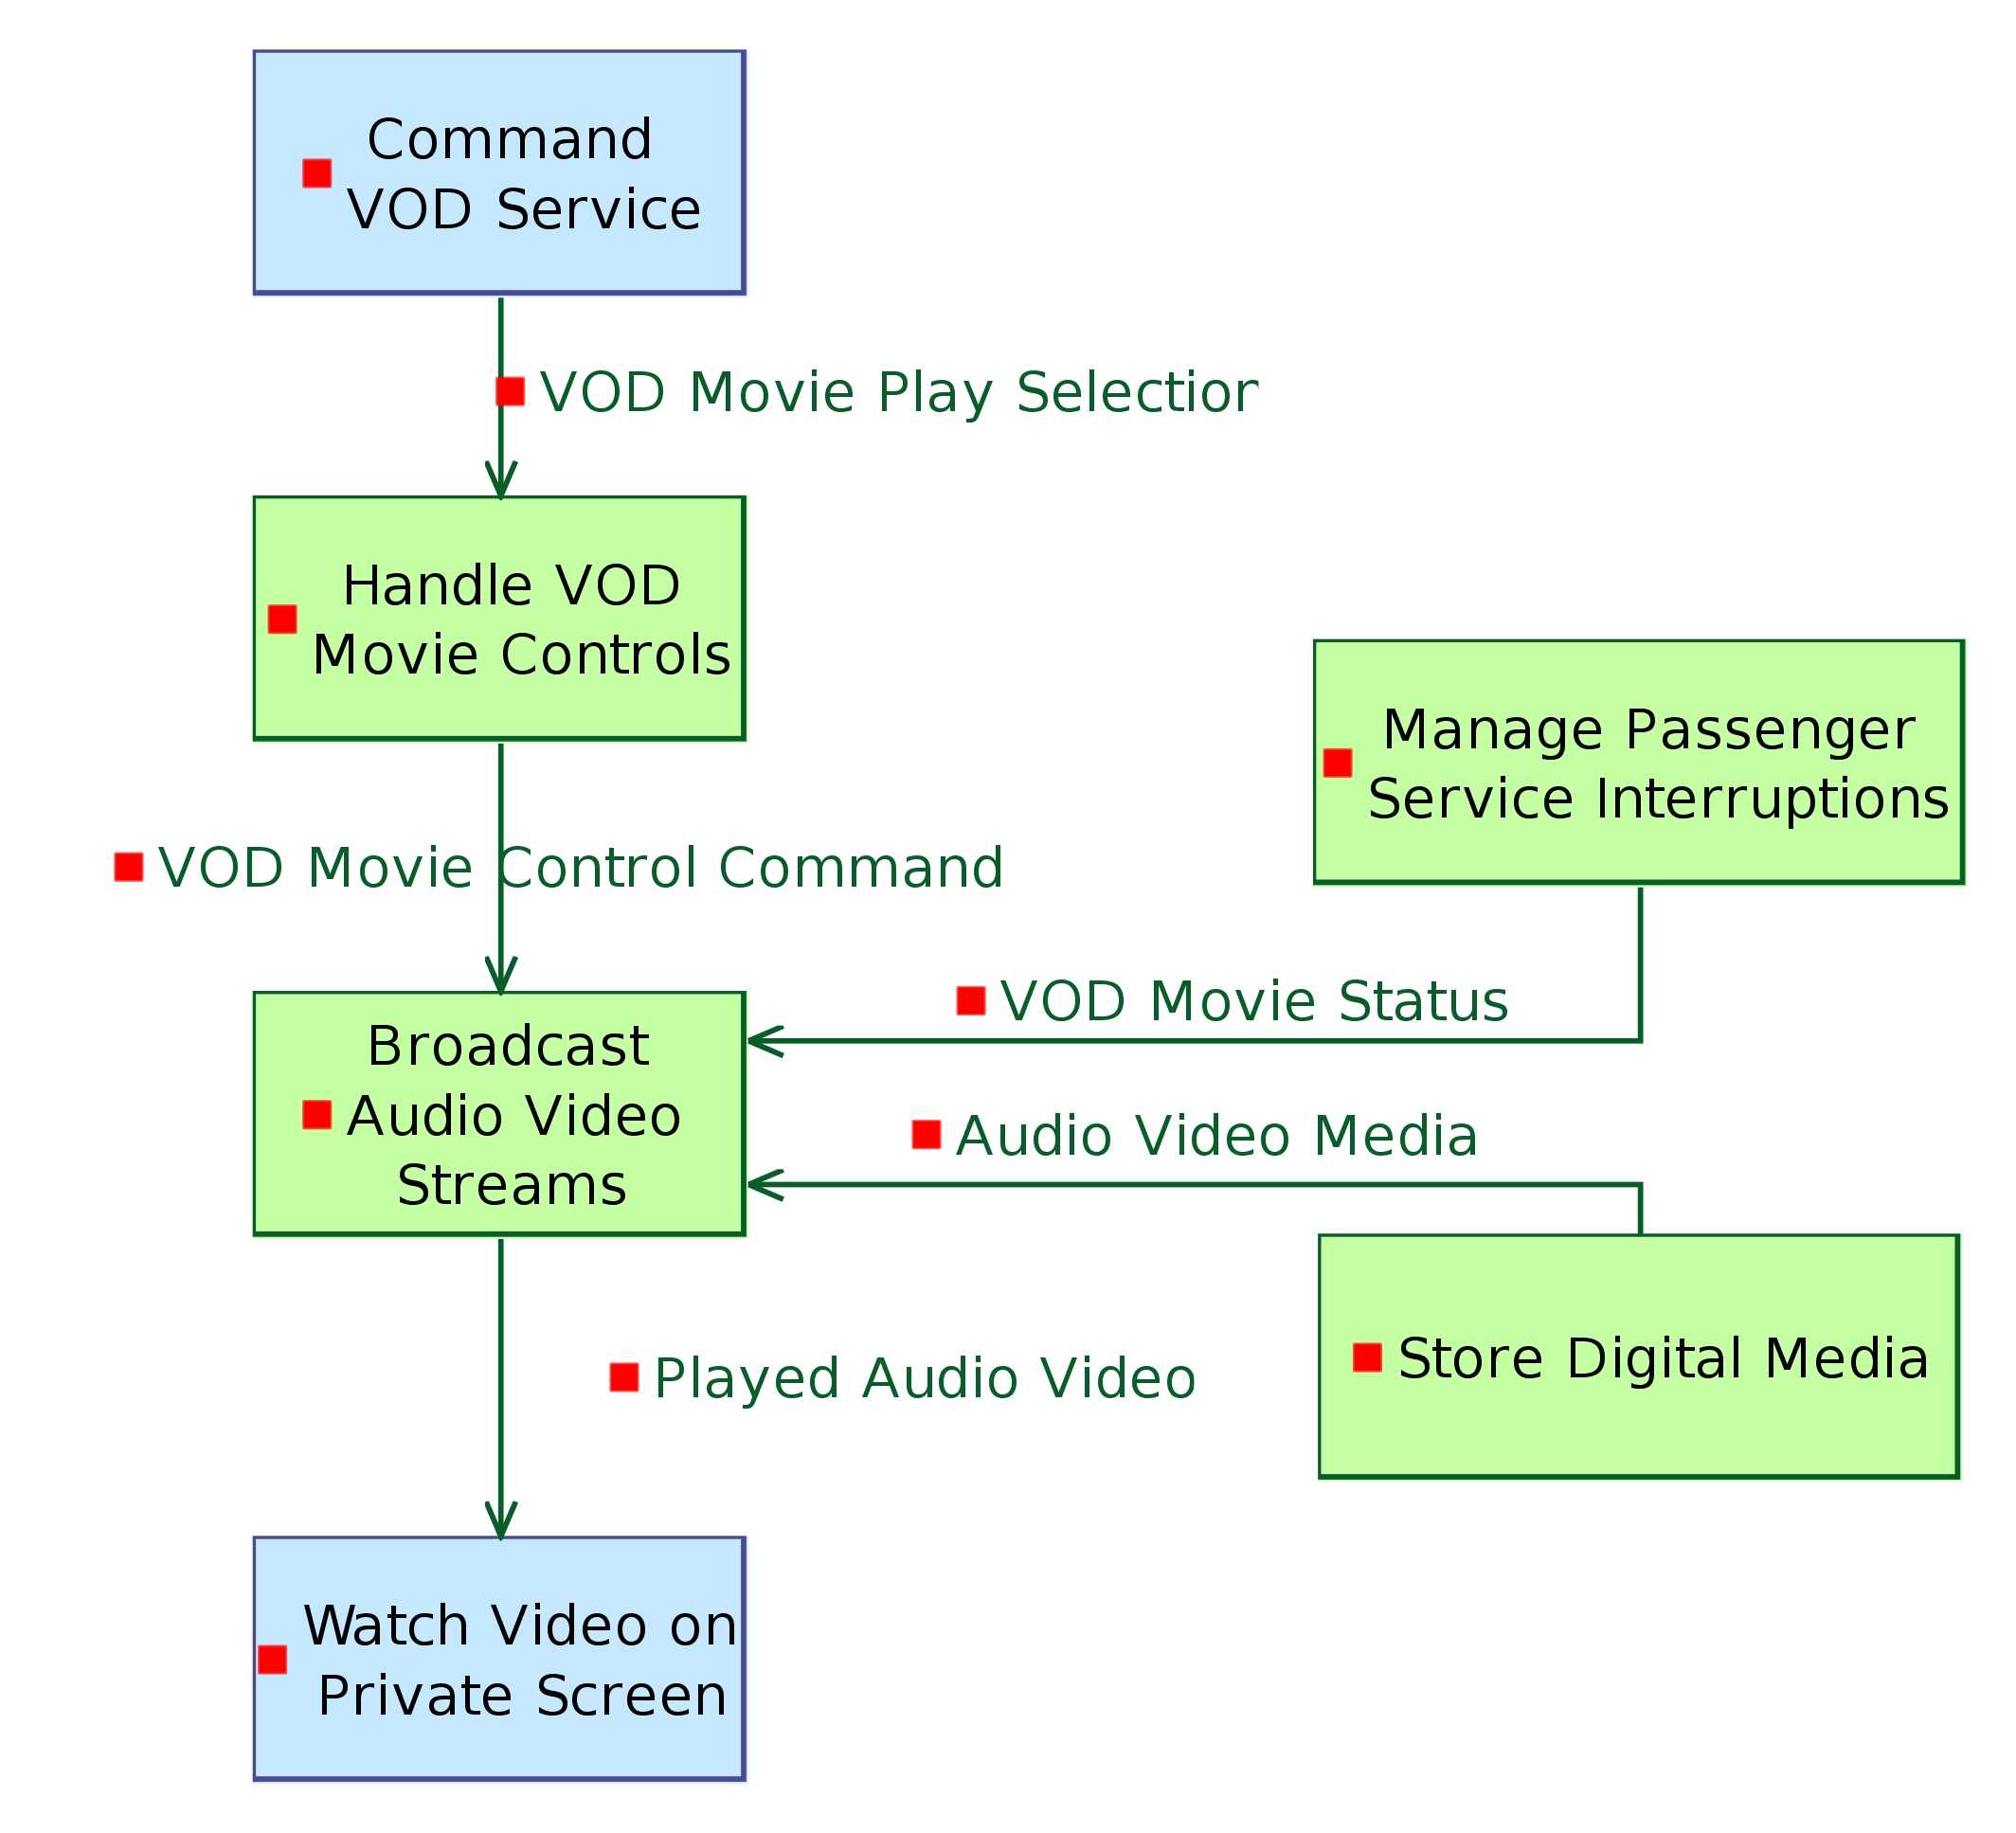 Command
VOD Service
VOD Movie Play Selection
Handle VOD
Movie Controls
Manage Passenger
Service Interruptions
VOD Movie Control Command
VOD Movie Status
Broadcast
Audio Video
Streams
Audio Video Media
Played Audio Video
Store Digital Media
Watch Video on
Private Screen